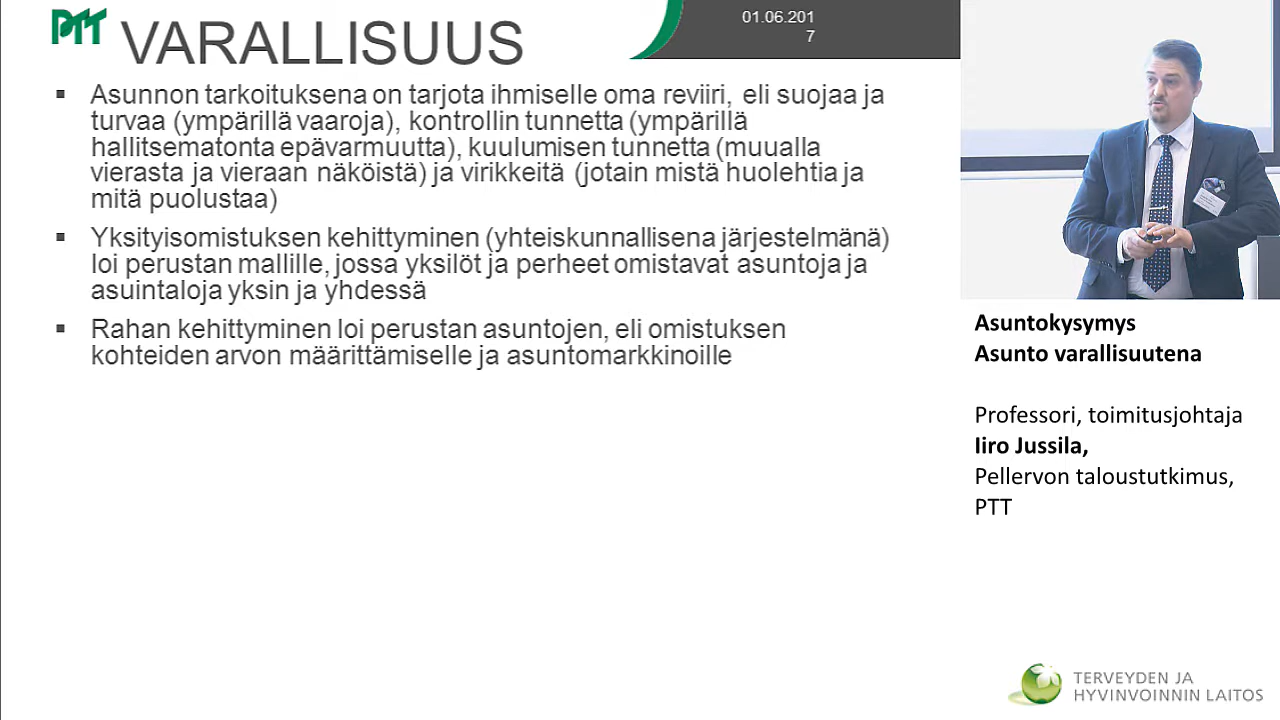 PTT
VARALLISUUS
01.06.201
7
▪ Asunnon tarkoituksena on tarjota ihmiselle oma reviiri, eli suojaa ja
turvaa (ympärillä vaaroja), kontrollin tunnetta (ympärillä
hallitsematonta epävarmuutta), kuulumisen tunnetta (muualla
vierasta ja vieraan näköistä) ja virikkeitä (jotain mistä huolehtia ja
mitä puolustaa)
▪ Yksityisomistuksen kehittyminen (yhteiskunnallisena järjestelmänä)
loi perustan mallille, jossa yksilöt ja perheet omistavat asuntoja ja
asuintaloja yksin ja yhdessä
▪ Rahan kehittyminen loi perustan asuntojen, eli omistuksen
kohteiden arvon määrittämiselle ja asuntomarkkinoille
Asuntokysymys
Asunto varallisuutena
Professori, toimitusjohtaja
Iiro Jussila,
Pellervon taloustutkimus,
PTT
TERVEYDEN JA
HYVINVOINNIN LAITOS